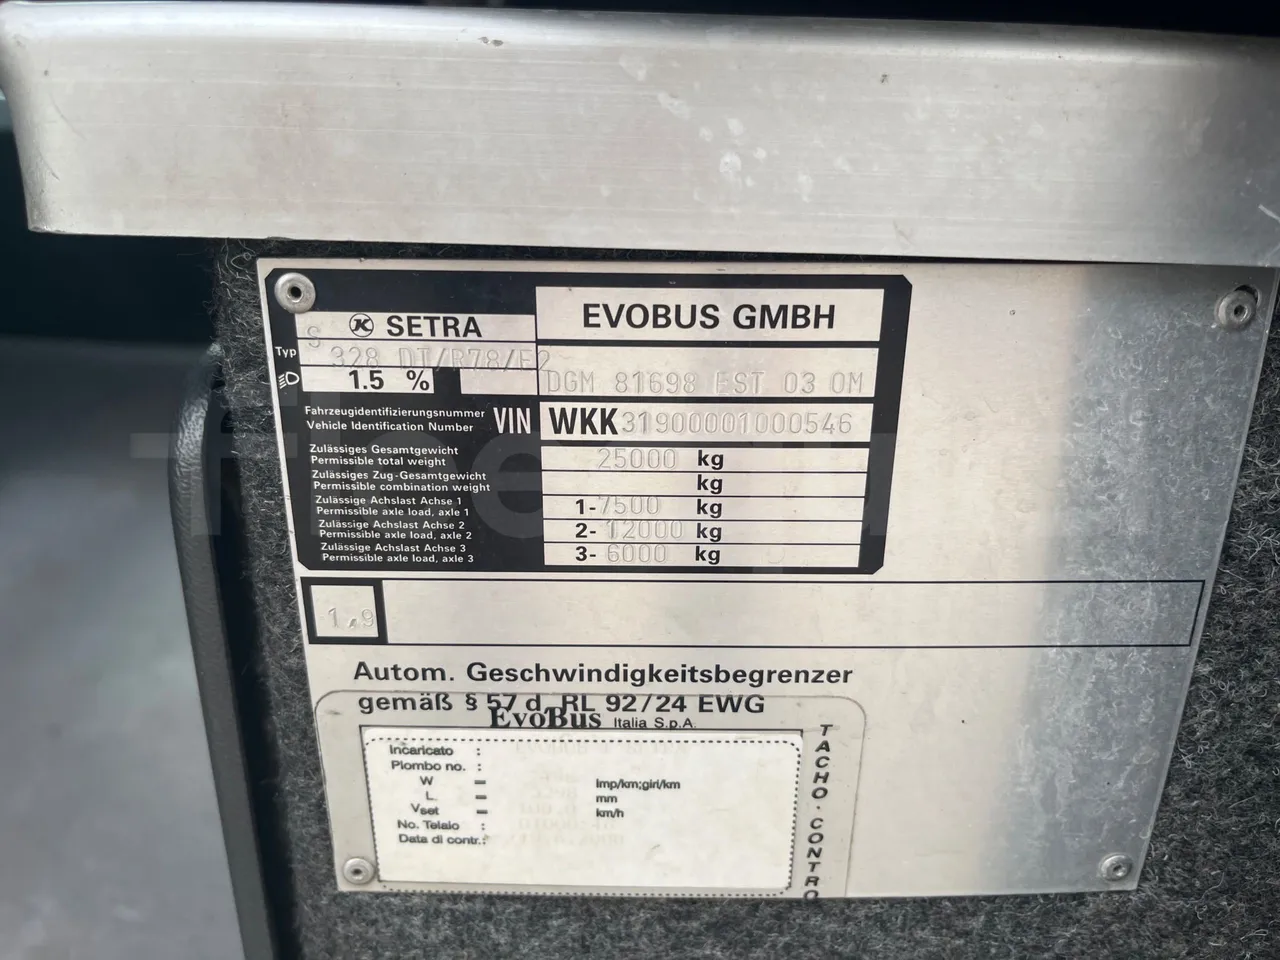 SETRA
EVOBUS GMBH
Typ
S 328 DT/R78/E2
1.5 %
DGM 81698 EST 03 OM
Fahrzeugidentifizierungsnummer
Vehicle Identification Number
VIN WKK31900001000546
Zulässiges Gesamtgewicht
Permissible total weight
25000 kg
Zulässiges Zug-Gesamtgewicht
Permissible combination weight
kg
Zulässige Achslast Achse 1
Permissible axle load, axle 1
1-7500 kg
Zulässige Achslast Achse 2
Permissible axle load, axle 2
2- 12000 kg
Zulässige Achslast Achse 3
Permissible axle load, axle 3
3- 6000 kg
1,9
Autom. Geschwindigkeitsbegrenzer
gemäß § 57 d, RL 92/24 EWG
EvoBus Italia S.p.A.
Incaricato :
Piombo no. :
W = Imp/km;giri/km
L. = mm
Vset = km/h
No. Telaio :
Data di contr.:
TACHO · CONTRO